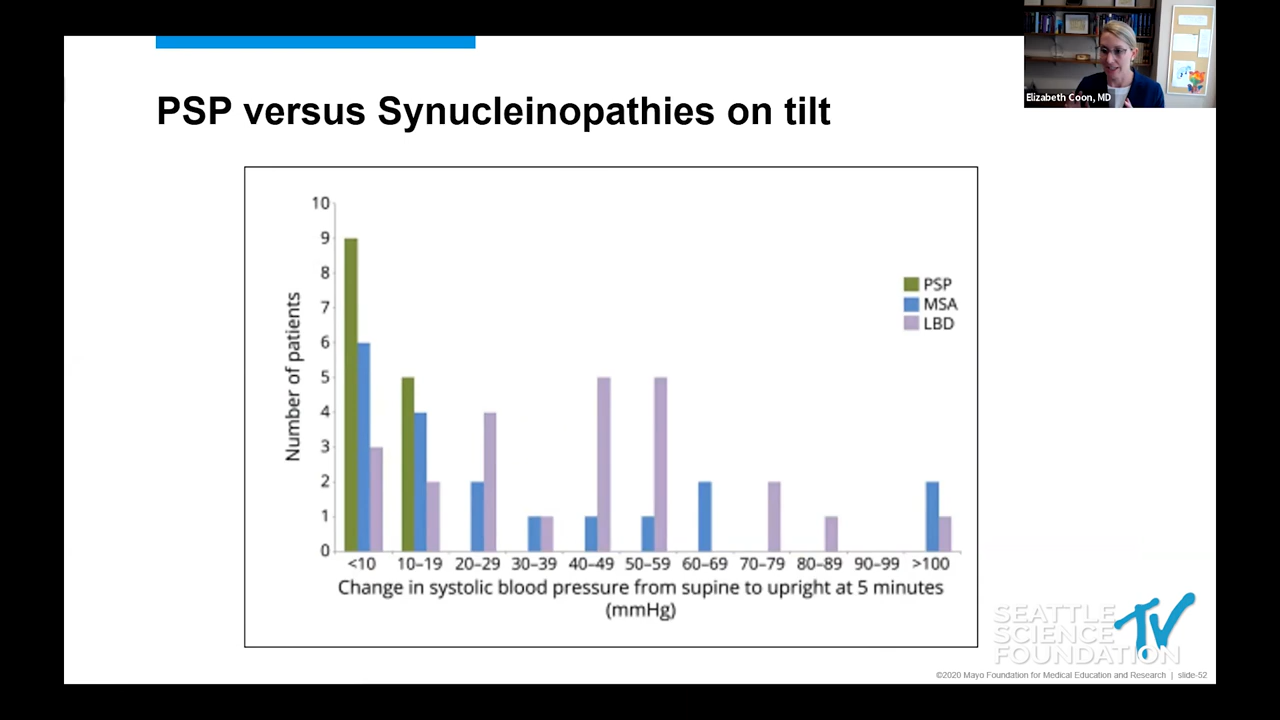 Elizabeth Coon, MD
PSP versus Synucleinopathies on tilt
10
9
8
7
6
5
4
3
2
1
0
Number of patients
PSP
MSA
LBD
<10 10–19 20–29 30–39 40–49 50–59 60–69 70–79 80–89 90–99 >100
Change in systolic blood pressure from supine to upright at 5 minutes
(mmHg)
SEATTLE
SCIENCE
FOUNDATION
TV
©2020 Mayo Foundation for Medical Education and Research | slide-52